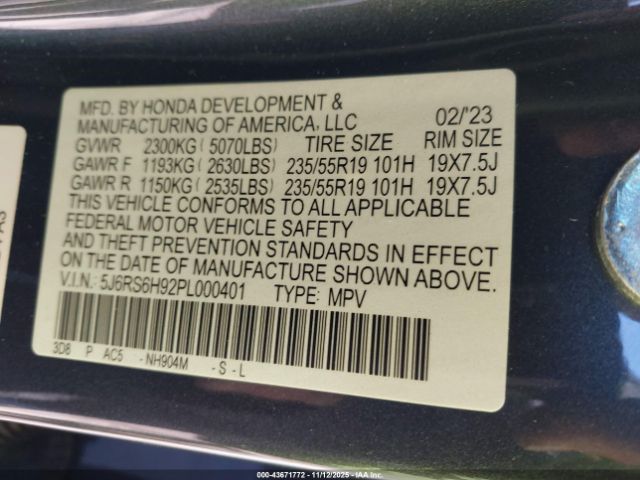 MFD. BY HONDA DEVELOPMENT & 02/'23
MANUFACTURING OF AMERICA, LLC
GVWR 2300KG ( 5070LBS) TIRE SIZE RIM SIZE
GAWR F 1193KG ( 2630LBS) 235/55R19 101H 19X7.5J
GAWR R 1150KG ( 2535LBS) 235/55R19 101H 19X7.5J
THIS VEHICLE CONFORMS TO ALL APPLICABLE
FEDERAL MOTOR VEHICLE SAFETY
AND THEFT PREVENTION STANDARDS IN EFFECT
ON THE DATE OF MANUFACTURE SHOWN ABOVE.
V.I.N.: 5J6RS6H92PL000401 TYPE: MPV
3D8 P AC5 -NH904M -S-L
00-43671772 - 11/12/2025 - IAA Inc.